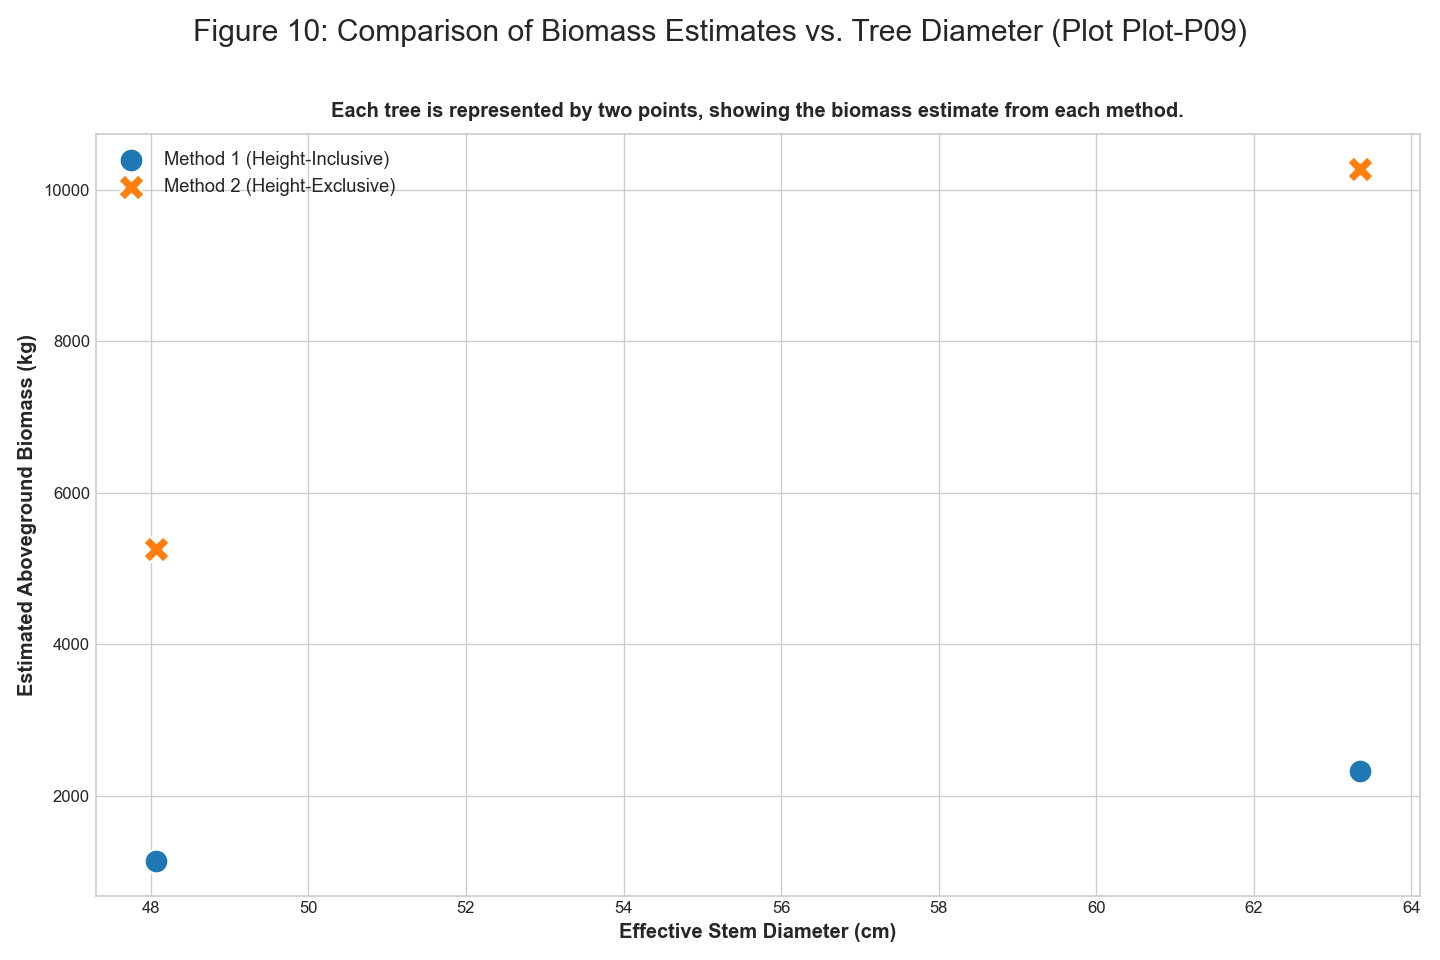 Figure 10: Comparison of Biomass Estimates vs. Tree Diameter (Plot Plot-P09)
Each tree is represented by two points, showing the biomass estimate from each method.
Method 1 (Height-Inclusive)
Method 2 (Height-Exclusive)
10000
8000
6000
4000
2000
Estimated Aboveground Biomass (kg)
48 50 52 54 56 58 60 62 64
Effective Stem Diameter (cm)